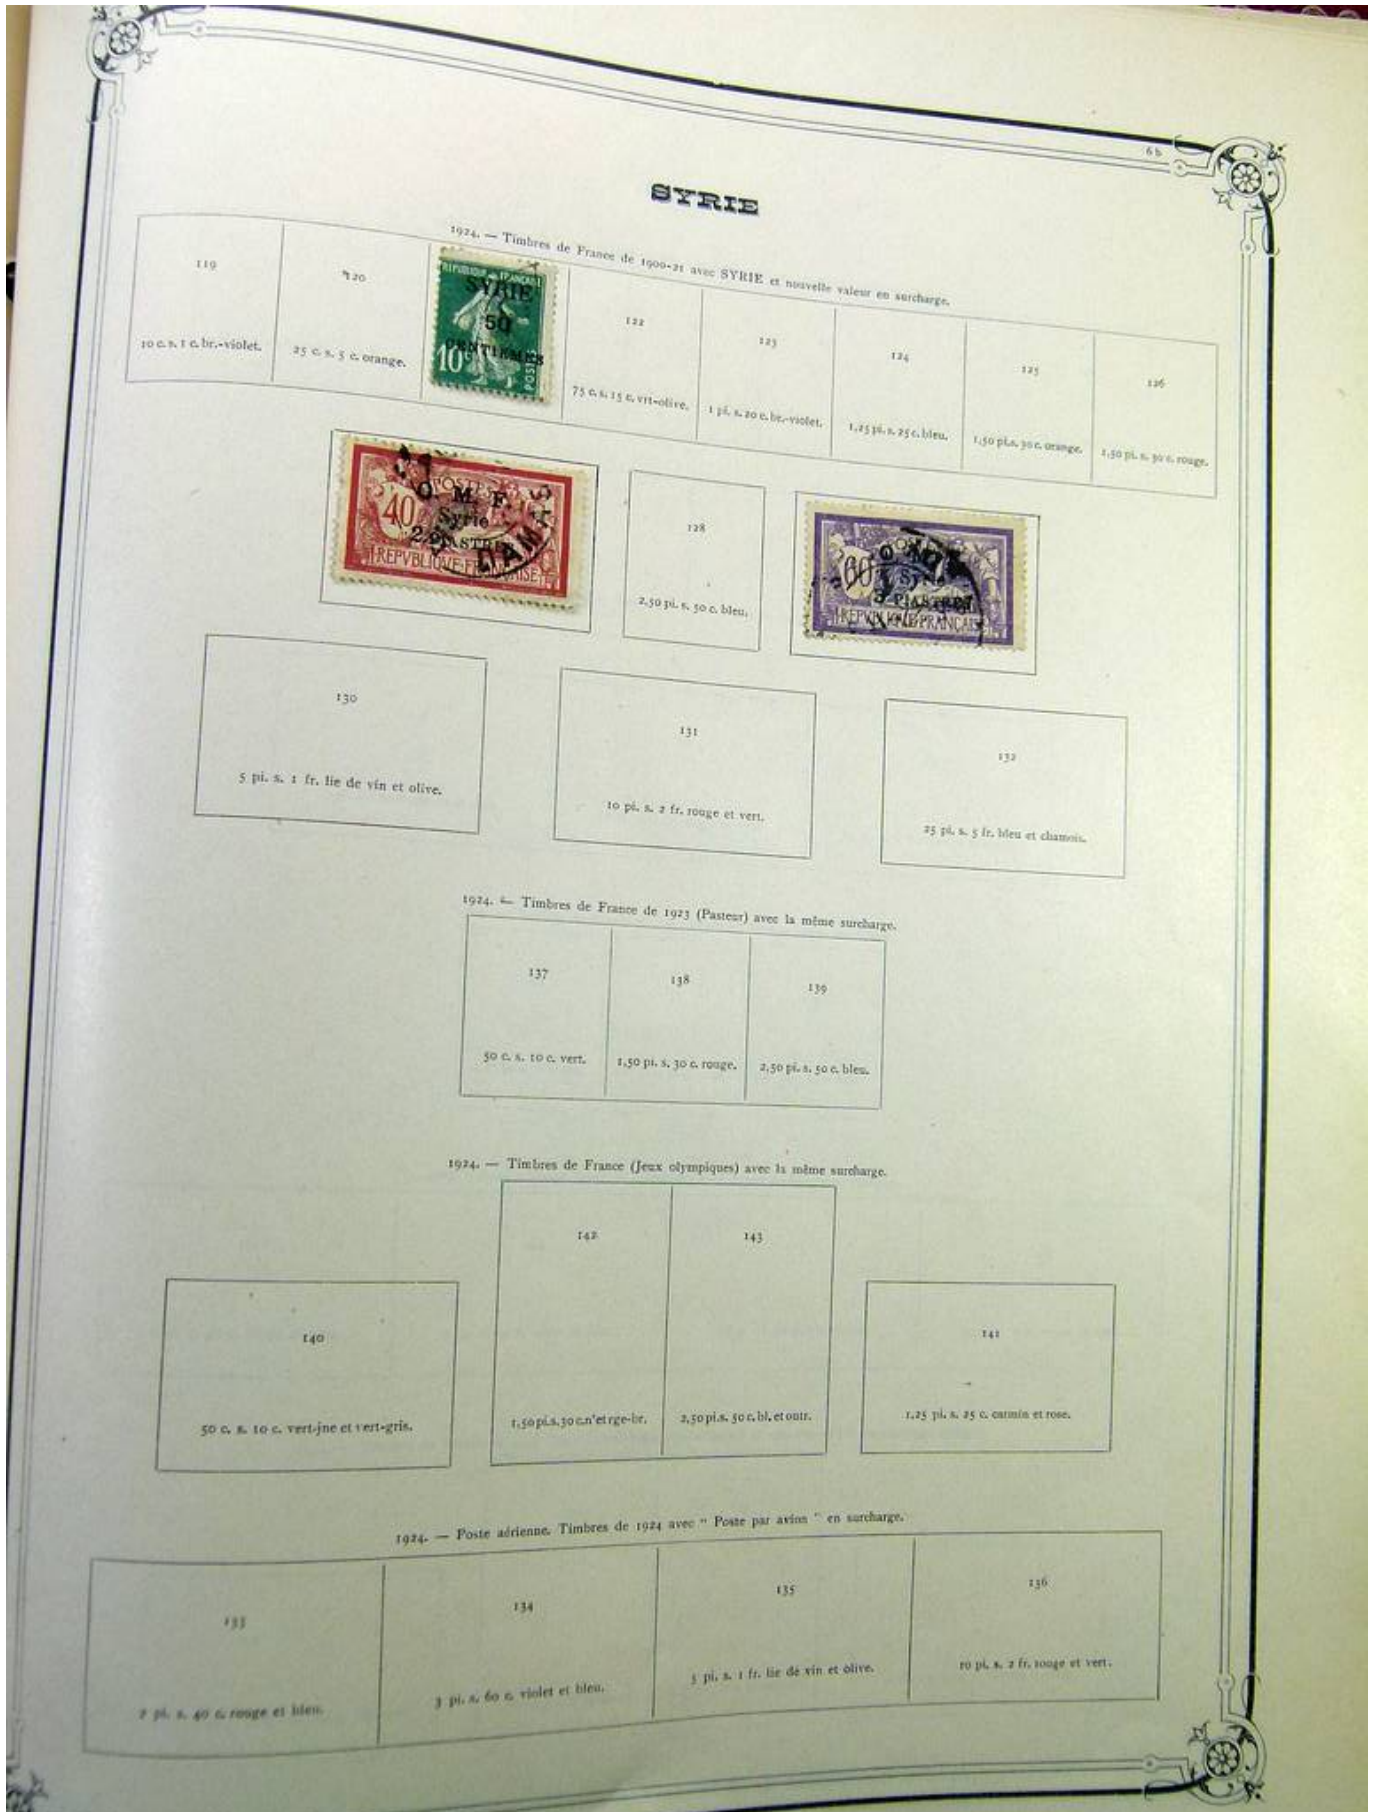 6b
SYRIE
1924. — Timbres de France de 1900-21 avec SYRIE et nouvelle valeur en surcharge.
119
10 c. s. 1 c. br.-violet.
120
25 c. s. 5 c. orange.
REPUBLIQUE FRANÇAISE
SYRIE
50
CENTIEMES
10c
POSTES
122
75 c. s. 15 c. vrt-olive.
123
1 pi. s. 20 c. br.-violet.
124
1,25 pi. s. 25 c. bleu.
125
1,50 pi. s. 30 c. orange.
126
1,50 pi. s. 30 c. rouge.
POSTES
40
O. M. F.
Syrie
2 PIASTRES
DAMAS
REPVBLIQVE FRANÇAISE
128
2,50 pi. s. 50 c. bleu.
60
O. M.
Syrie
3 PIASTRES
REPVBLIQVE FRANÇAISE
130
5 pi. s. 1 fr. lie de vin et olive.
131
10 pi. s. 2 fr. rouge et vert.
132
25 pi. s. 5 fr. bleu et chamois.
1924. — Timbres de France de 1923 (Pasteur) avec la même surcharge.
137
50 c. s. 10 c. vert.
138
1,50 pi. s. 30 c. rouge.
139
2,50 pi. s. 50 c. bleu.
1924. — Timbres de France (Jeux olympiques) avec la même surcharge.
140
50 c. s. 10 c. vert-jne et vert-gris.
142
1,50 pi. s. 30 c. n' et rge-br.
143
2,50 pi. s. 50 c. bl. et outr.
141
1,25 pi. s. 25 c. carmin et rose.
1924. — Poste aérienne. Timbres de 1924 avec " Poste par avion " en surcharge.
133
2 pi. s. 40 c. rouge et bleu.
134
3 pi. s. 60 c. violet et bleu.
135
5 pi. s. 1 fr. lie de vin et olive.
136
10 pi. s. 2 fr. rouge et vert.